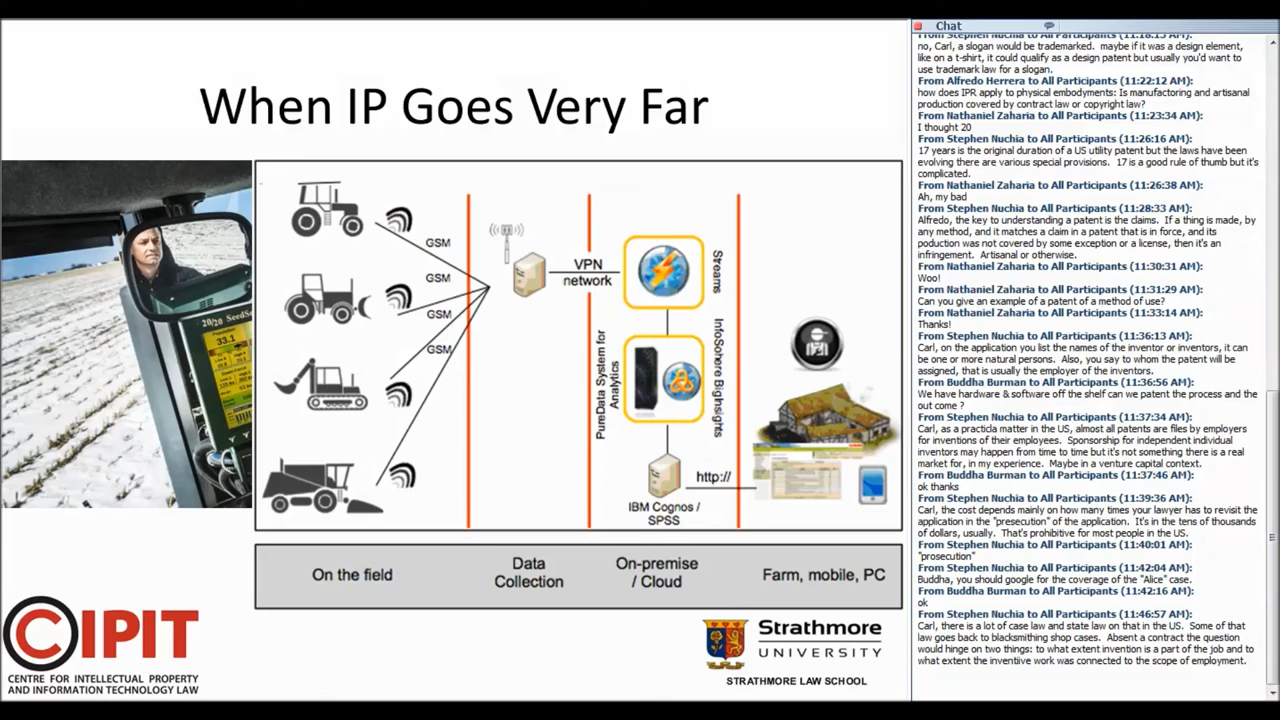 When IP Goes Very Far
20/20 SeedSe
33.1
GSM
GSM
GSM
GSM
VPN
network
Streams
PureData System for
Analytics
InfoSphere BigInsights
http://
IBM Cognos /
SPSS
On the field
Data
Collection
On-premise
/ Cloud
Farm, mobile, PC
CIPIT
CENTRE FOR INTELLECTUAL PROPERTY
AND INFORMATION TECHNOLOGY LAW
Strathmore
UNIVERSITY
STRATHMORE LAW SCHOOL
Chat
From Stephen Nuchia to All Participants (11:18:13 AM):
no, Carl, a slogan would be trademarked. maybe if it was a design element,
like on a t-shirt, it could qualify as a design patent but usually you'd want to
use trademark law for a slogan.
From Alfredo Herrera to All Participants (11:22:12 AM):
how does IPR apply to physical embodyments: Is manufacturing and artisanal
production covered by contract law or copyright law?
From Nathaniel Zaharia to All Participants (11:23:34 AM):
I thought 20
From Stephen Nuchia to All Participants (11:26:16 AM):
17 years is the original duration of a US utility patent but the laws have been
evolving there are various special provisions. 17 is a good rule of thumb but it's
complicated.
From Nathaniel Zaharia to All Participants (11:26:38 AM):
Ah, my bad
From Stephen Nuchia to All Participants (11:28:33 AM):
Alfredo, the key to understanding a patent is the claims. If a thing is made, by
any method, and it matches a claim in a patent that is in force, and its
poduction was not covered by some exception or a license, then it's an
infringement. Artisanal or otherwise.
From Nathaniel Zaharia to All Participants (11:30:31 AM):
Woo!
From Nathaniel Zaharia to All Participants (11:31:29 AM):
Can you give an example of a patent of a method of use?
From Nathaniel Zaharia to All Participants (11:33:14 AM):
Thanks!
From Stephen Nuchia to All Participants (11:36:13 AM):
Carl, on the application you list the names of the inventor or inventors, it can
be one or more natural persons. Also, you say to whom the patent will be
assigned, that is usually the employer of the inventors.
From Buddha Burman to All Participants (11:36:56 AM):
We have hardware & software off the shelf can we patent the process and the
out come ?
From Stephen Nuchia to All Participants (11:37:34 AM):
Carl, as a practicla matter in the US, almost all patents are files by employers
for inventions of their employees. Sponsorship for independent individual
inventors may happen from time to time but it's not something there is a real
market for, in my experience. Maybe in a venture capital context.
From Buddha Burman to All Participants (11:37:46 AM):
ok thanks
From Stephen Nuchia to All Participants (11:39:36 AM):
Carl, the cost depends mainly on how many times your lawyer has to revisit the
application in the "presecution" of the application. It's in the tens of thousands
of dollars, usually. That's prohibitive for most people in the US.
From Stephen Nuchia to All Participants (11:40:01 AM):
"prosecution"
From Stephen Nuchia to All Participants (11:42:04 AM):
Buddha, you should google for the coverage of the "Alice" case.
From Buddha Burman to All Participants (11:42:16 AM):
ok
From Stephen Nuchia to All Participants (11:46:57 AM):
Carl, there is a lot of case law and state law on that in the US. Some of that
law goes back to blacksmithing shop cases. Absent a contract the question
would hinge on two things: to what extent invention is a part of the job and to
what extent the inventiive work was connected to the scope of employment.